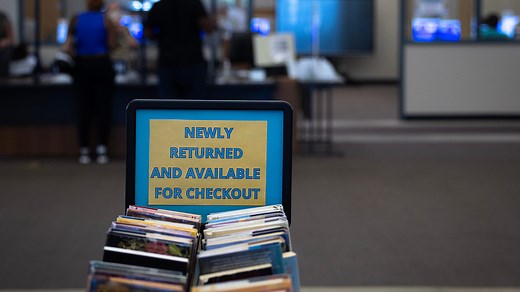 NEWLY
RETURNED
AND AVAILABLE
FOR CHECKOUT